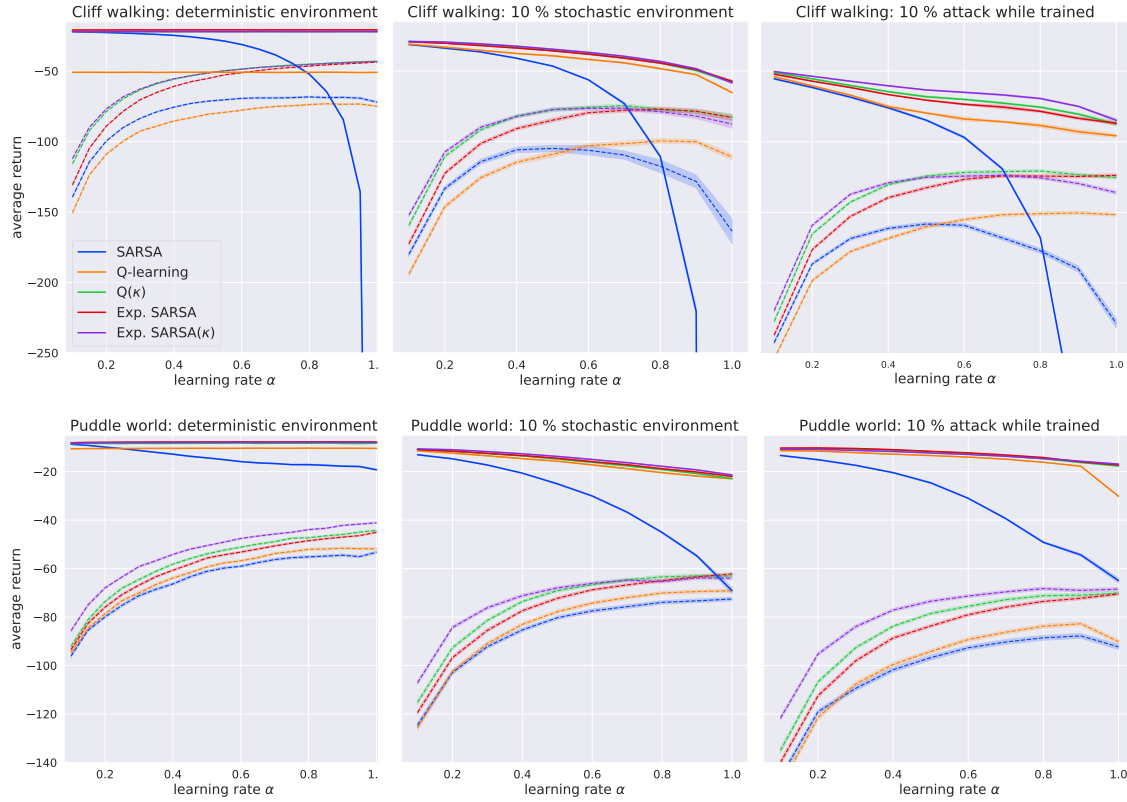 Cliff walking: deterministic environment
Cliff walking: 10 % stochastic environment
Cliff walking: 10 % attack while trained
average return
−50
−100
−150
−200
−250
SARSA
Q-learning
Q(κ)
Exp. SARSA
Exp. SARSA(κ)
0.2 0.4 0.6 0.8 1.
0.2 0.4 0.6 0.8 1.0
0.2 0.4 0.6 0.8 1.0
learning rate α
learning rate α
learning rate α
Puddle world: deterministic environment
Puddle world: 10 % stochastic environment
Puddle world: 10 % attack while trained
average return
−20
−40
−60
−80
−100
−120
−140
0.2 0.4 0.6 0.8 1.
0.2 0.4 0.6 0.8 1.0
0.2 0.4 0.6 0.8 1.0
learning rate α
learning rate α
learning rate α